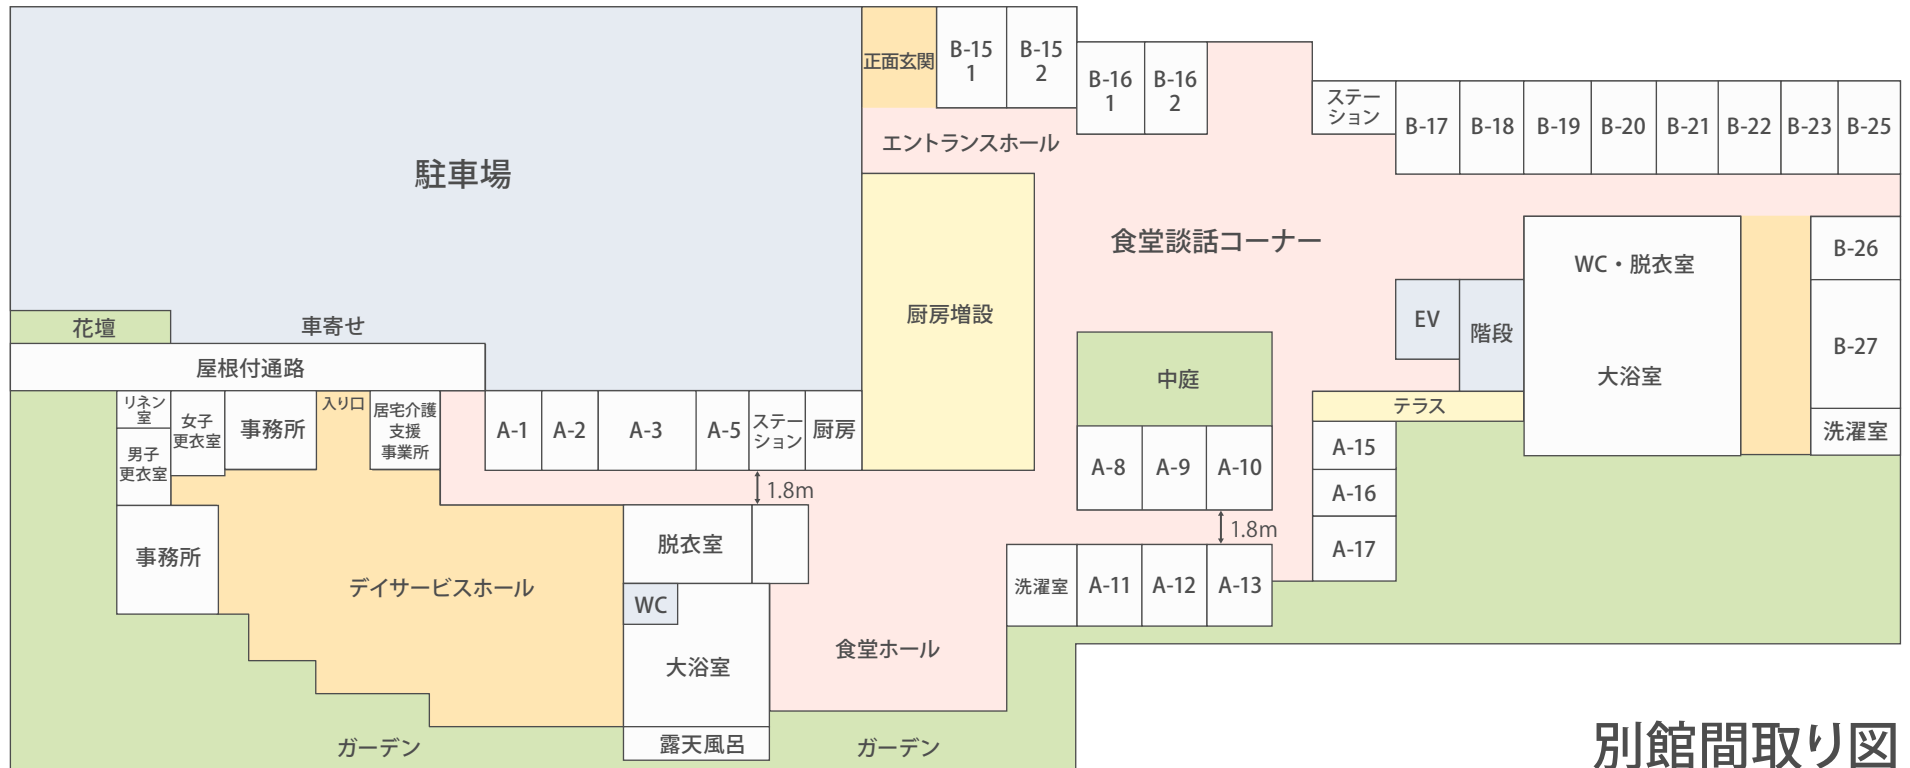 正面玄関
B-15
1
B-15
2
B-16
1
B-16
2
ステー
ション
B-17
B-18
B-19
B-20
B-21
B-22
B-23
B-25
エントランスホール
駐車場
食堂談話コーナー
WC・脱衣室
B-26
厨房増設
EV
階段
B-27
花壇
車寄せ
屋根付通路
中庭
大浴室
テラス
リネン
室
女子
更衣室
事務所
入り口
居宅介護
支援
事業所
A-1
A-2
A-3
A-5
ステー
ション
厨房
洗濯室
男子
更衣室
A-8
A-9
A-10
A-15
A-16
A-17
1.8m
1.8m
事務所
脱衣室
デイサービスホール
WC
洗濯室
A-11
A-12
A-13
大浴室
食堂ホール
露天風呂
ガーデン
ガーデン
別館間取り図